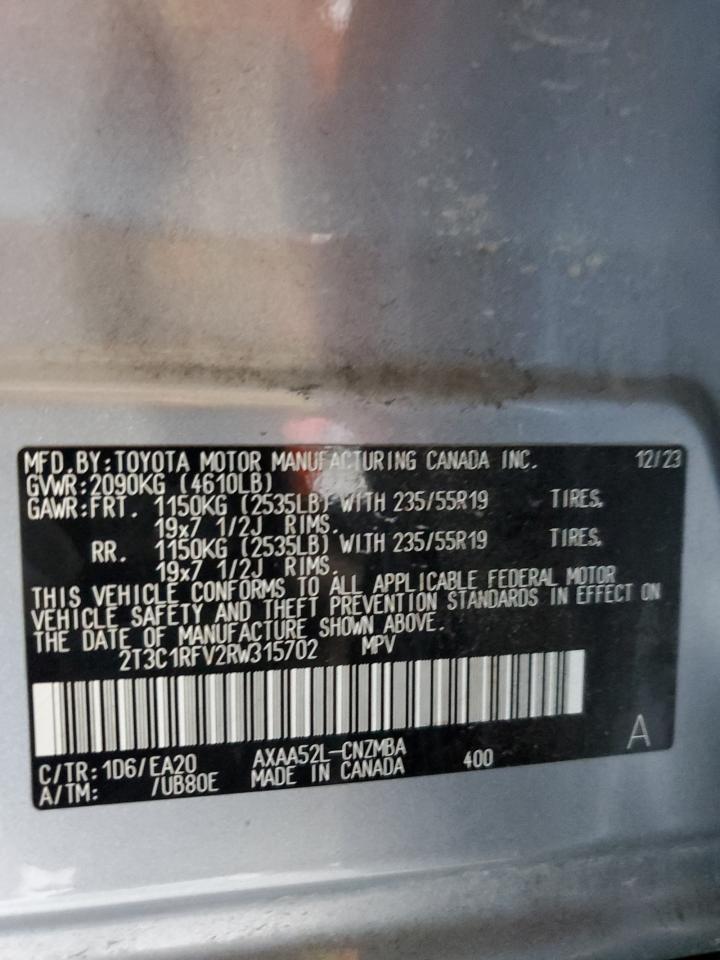 MFD. BY: TOYOTA MOTOR MANUFACTURING CANADA INC. 12/23
GVWR: 2090KG (4610LB)
GAWR: FRT. 1150KG (2535LB) WITH 235/55R19 TIRES,
19x7 1/2J RIMS.
RR. 1150KG (2535LB) WITH 235/55R19 TIRES,
19x7 1/2J RIMS.
THIS VEHICLE CONFORMS TO ALL APPLICABLE FEDERAL MOTOR
VEHICLE SAFETY AND THEFT PREVENTION STANDARDS IN EFFECT ON
THE DATE OF MANUFACTURE SHOWN ABOVE.
2T3C1RFV2RW315702 MPV
C/TR: 1D6/EA20 AXAA52L-CNZMBA 400 A
A/TM: /UB80E MADE IN CANADA